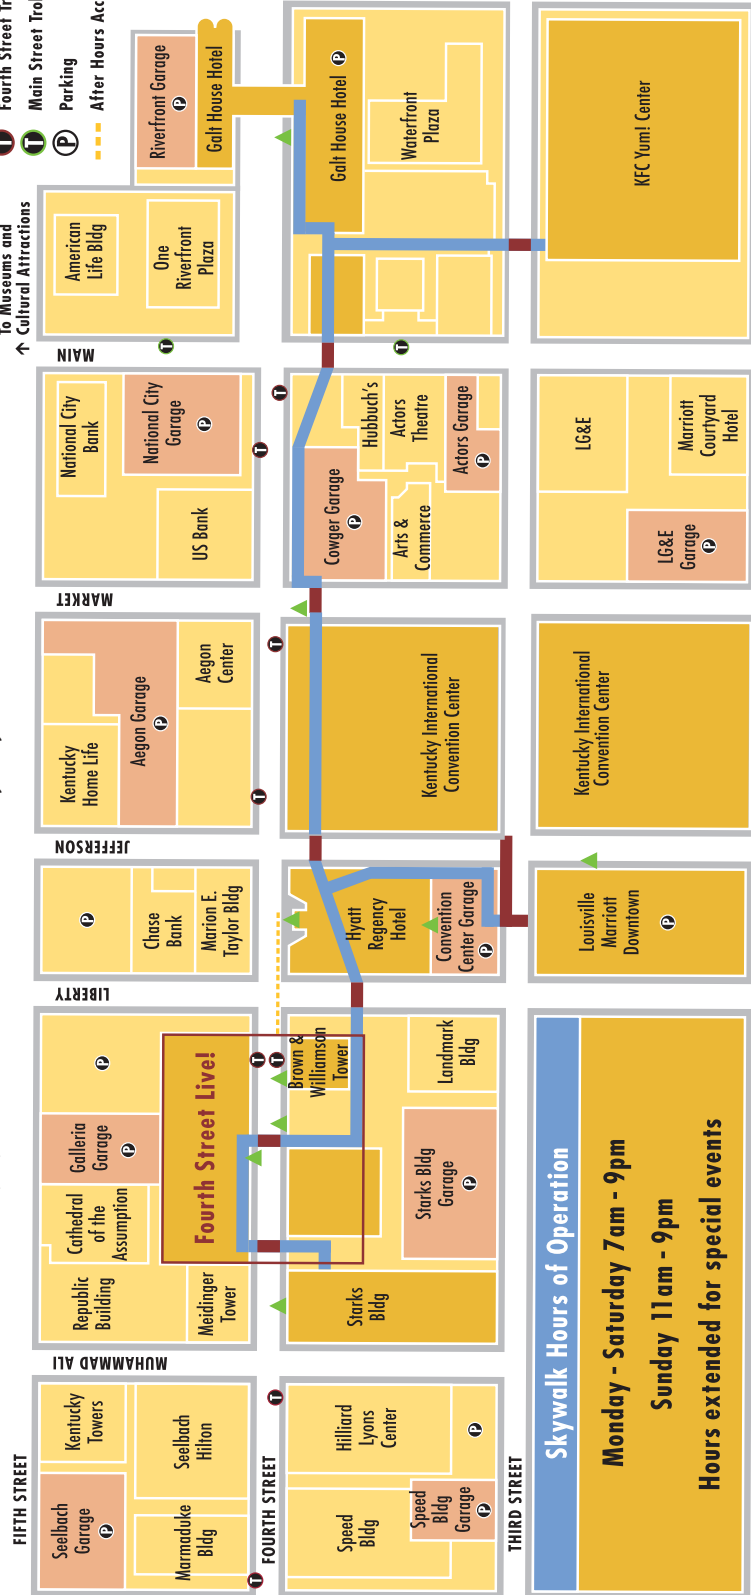 Fourth Street Tr
Main Street Trol
Parking
After Hours Acc
To Museums and
Cultural Attractions
FIFTH STREET
FOURTH STREET
THIRD STREET
MUHAMMAD ALI
LIBERTY
JEFFERSON
MARKET
MAIN
Seelbach
Garage
P
Kentucky
Towers
Marmaduke
Bldg
Seelbach
Hilton
T
Republic
Building
Cathedral
of the
Assumption
Galleria
Garage
P
P
Meidinger
Tower
Fourth Street Live!
T
T
P
Chase
Bank
Marion E.
Taylor Bldg
Kentucky
Home Life
Aegon Garage
P
Aegon
Center
T
T
National City
Bank
National City
Garage
P
US Bank
T
T
American
Life Bldg
One
Riverfront
Plaza
T
Riverfront Garage
P
Galt House Hotel
Speed
Bldg
Hilliard
Lyons
Center
Speed
Bldg
Garage
P
P
T
Starks
Bldg
Brown &
Williamson
Tower
Starks Bldg
Garage
P
Landmark
Bldg
Hyatt
Regency
Hotel
Convention
Center Garage
P
Kentucky International
Convention Center
Cowger Garage
P
Hubbuch's
Actors
Theatre
Arts &
Commerce
Actors Garage
P
T
Galt House Hotel
P
Waterfront
Plaza
Louisville
Marriott
Downtown
P
Kentucky International
Convention Center
LG&E
LG&E
Garage
P
Marriott
Courtyard
Hotel
KFC Yum! Center
Skywalk Hours of Operation
Monday - Saturday 7am - 9pm
Sunday 11am - 9pm
Hours extended for special events